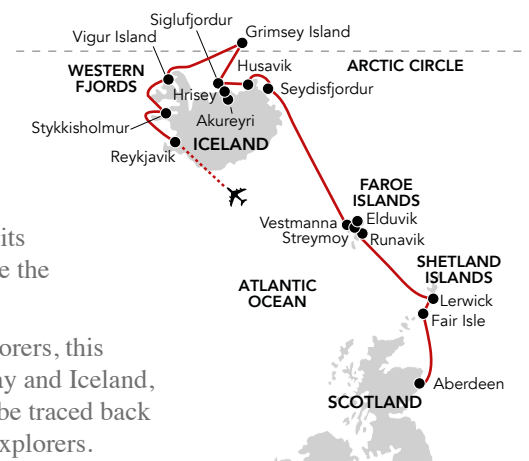 Siglufjordur
Grimsey Island
Vigur Island
Husavik
WESTERN
FJORDS
ARCTIC CIRCLE
Hrisey
Seydisfjordur
Stykkisholmur
Akureyri
ICELAND
Reykjavik
FAROE
ISLANDS
Vestmanna
Elduvik
Streymoy
Runavik
its
e the
SHETLAND
ISLANDS
ATLANTIC
OCEAN
Lerwick
Fair Isle
orers, this
ay and Iceland,
be traced back
xplorers.
Aberdeen
SCOTLAND